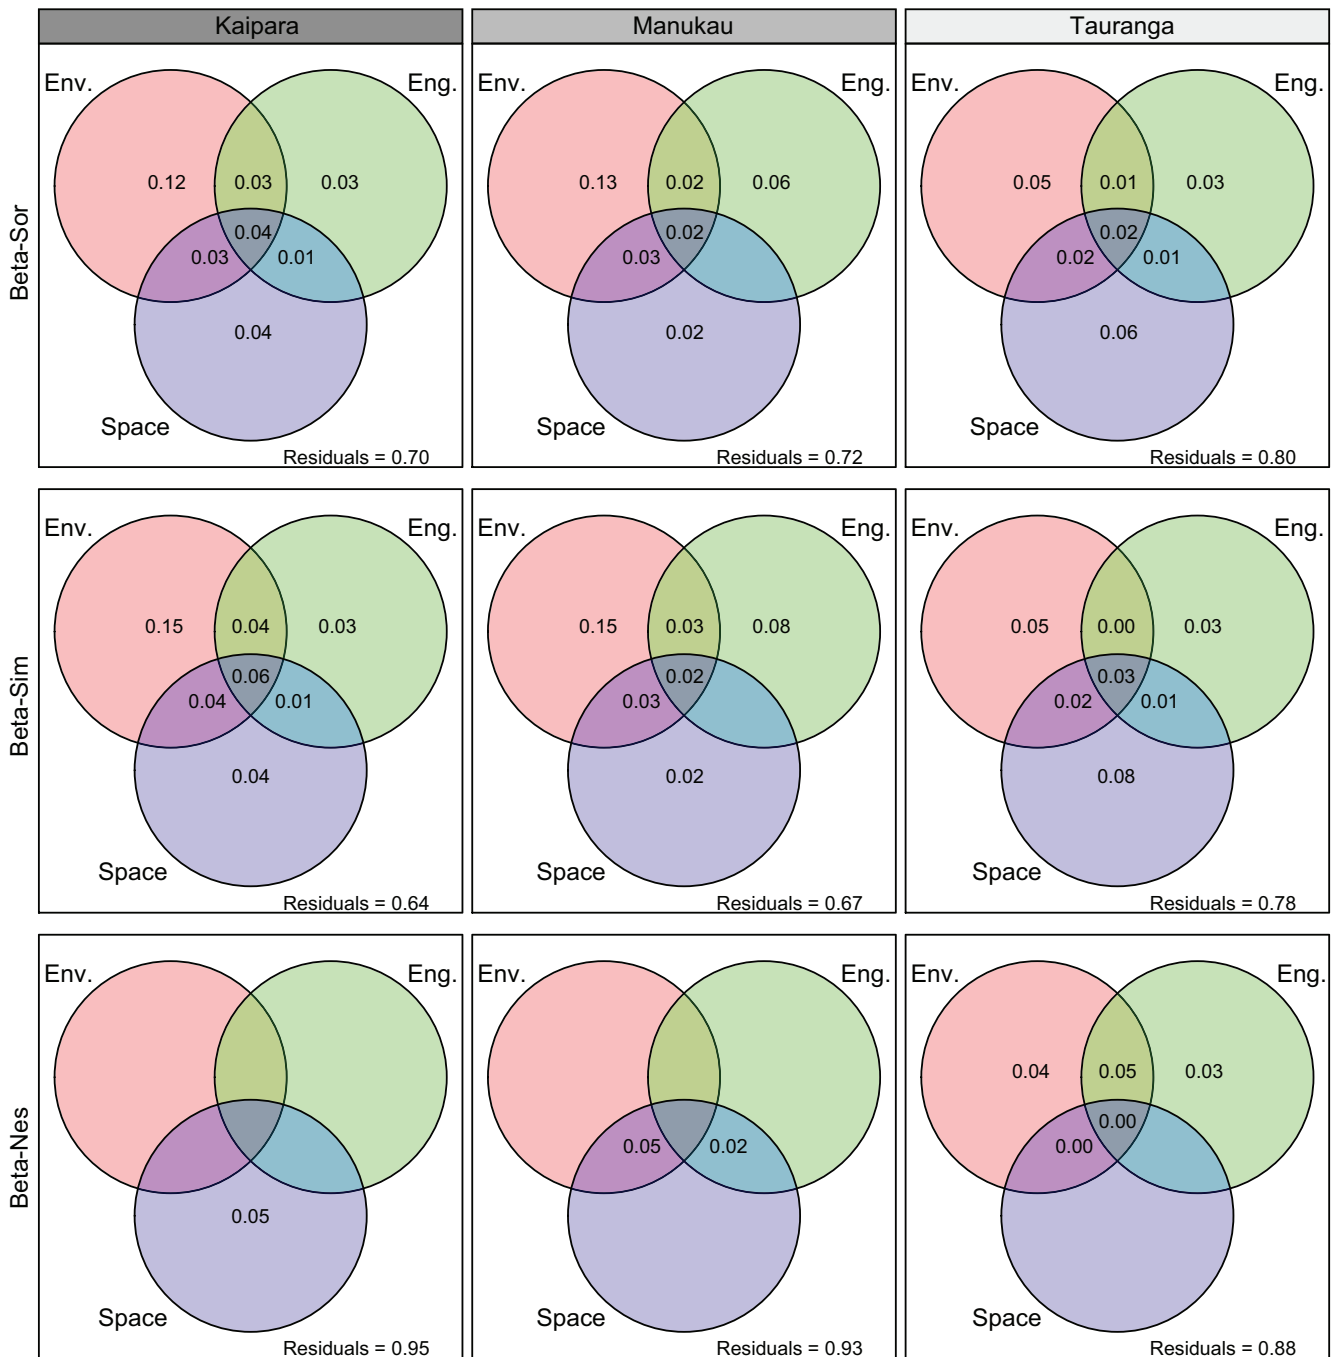 Kaipara Manukau Tauranga
Beta-Sor
Env. Eng. Env. Eng. Env. Eng.
0.12 0.03 0.03 0.13 0.02 0.06 0.05 0.01 0.03
0.04 0.02 0.02
0.03 0.01 0.03 0.02 0.01
0.04 0.02 0.06
Space Space Space
Residuals = 0.70 Residuals = 0.72 Residuals = 0.80
Beta-Sim
Env. Eng. Env. Eng. Env. Eng.
0.15 0.04 0.03 0.15 0.03 0.08 0.05 0.00 0.03
0.06 0.02 0.03
0.04 0.01 0.03 0.02 0.01
0.04 0.02 0.08
Space Space Space
Residuals = 0.64 Residuals = 0.67 Residuals = 0.78
Beta-Nes
Env. Eng. Env. Eng. Env. Eng.
0.04 0.05 0.03
0.00
0.05 0.02 0.00
0.05
Space Space Space
Residuals = 0.95 Residuals = 0.93 Residuals = 0.88